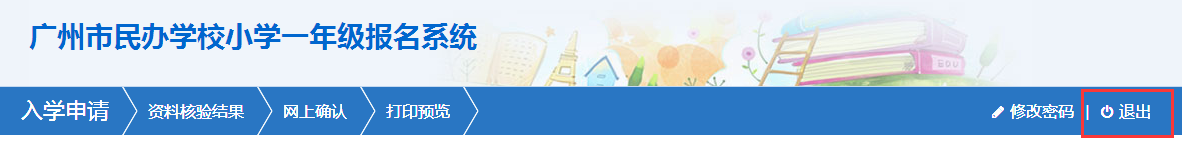 广州市民办学校小学一年级报名系统
EDU
入学申请 资料核验结果 网上确认 打印预览 修改密码 | 退出